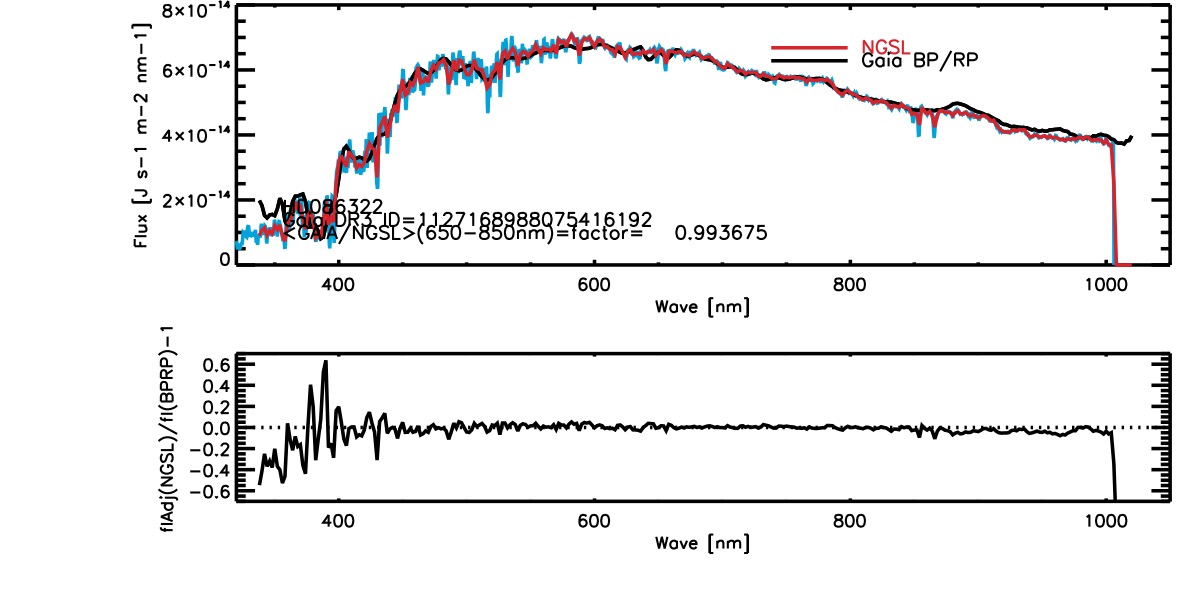 8×10⁻¹⁴
6×10⁻¹⁴
4×10⁻¹⁴
2×10⁻¹⁴
0
Flux [J s−1 m−2 nm−1]
NGSL
Gaia BP/RP
HD086322
Gaia DR3 ID=1127168988075416192
<GAIA/NGSL>(650−850nm)=factor= 0.993675
400 600 800 1000
Wave [nm]
flAdj(NGSL)/fl(BPRP)−1
0.6
0.4
0.2
0.0
−0.2
−0.4
−0.6
400 600 800 1000
Wave [nm]